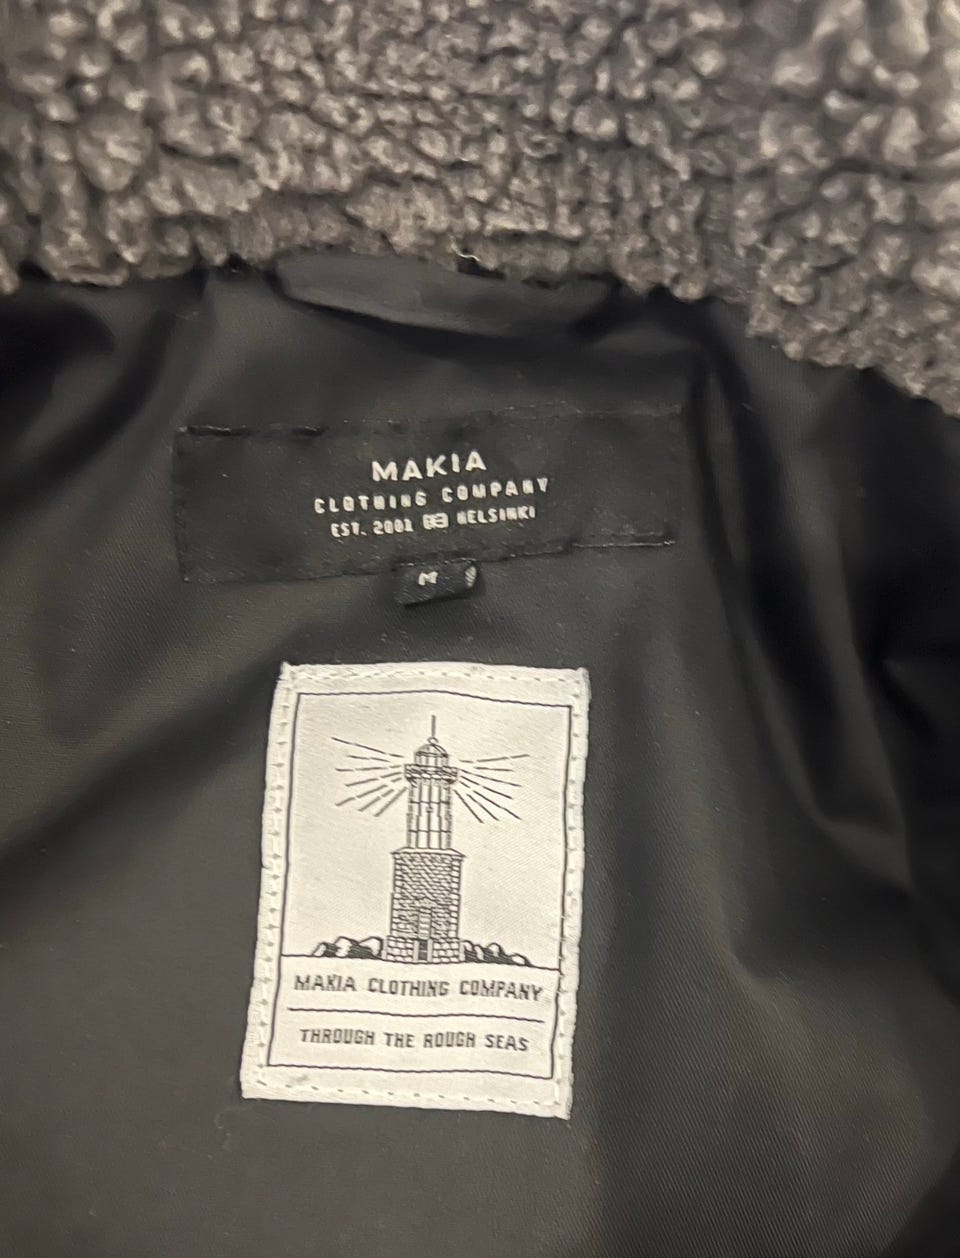 MAKIA
CLOTHING COMPANY
EST. 2001 HELSINKI
M
MAKIA CLOTHING COMPANY
THROUGH THE ROUGH SEAS